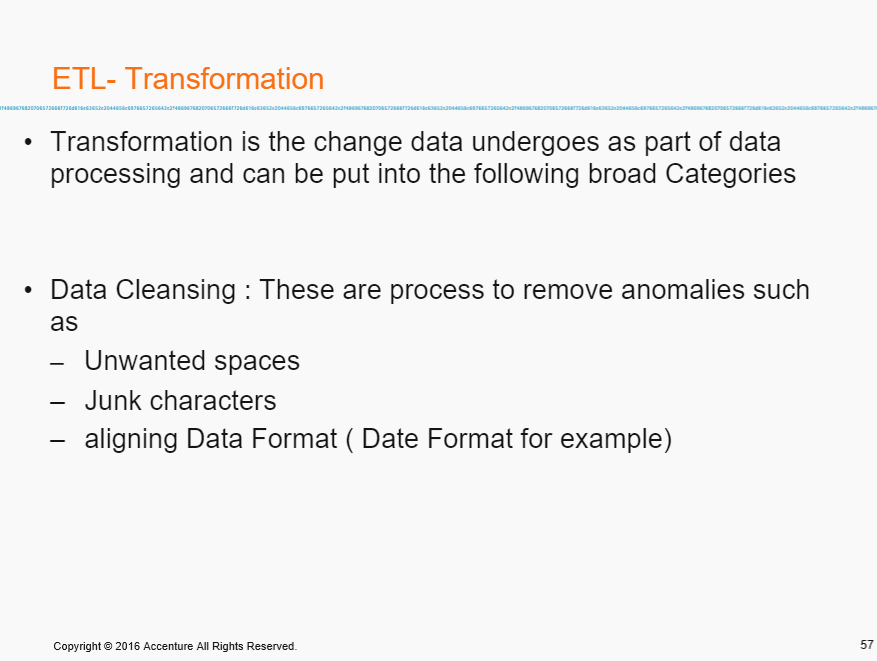 ETL- Transformation
• Transformation is the change data undergoes as part of data
processing and can be put into the following broad Categories
• Data Cleansing : These are process to remove anomalies such
as
– Unwanted spaces
– Junk characters
– aligning Data Format ( Date Format for example)
Copyright © 2016 Accenture All Rights Reserved.
57